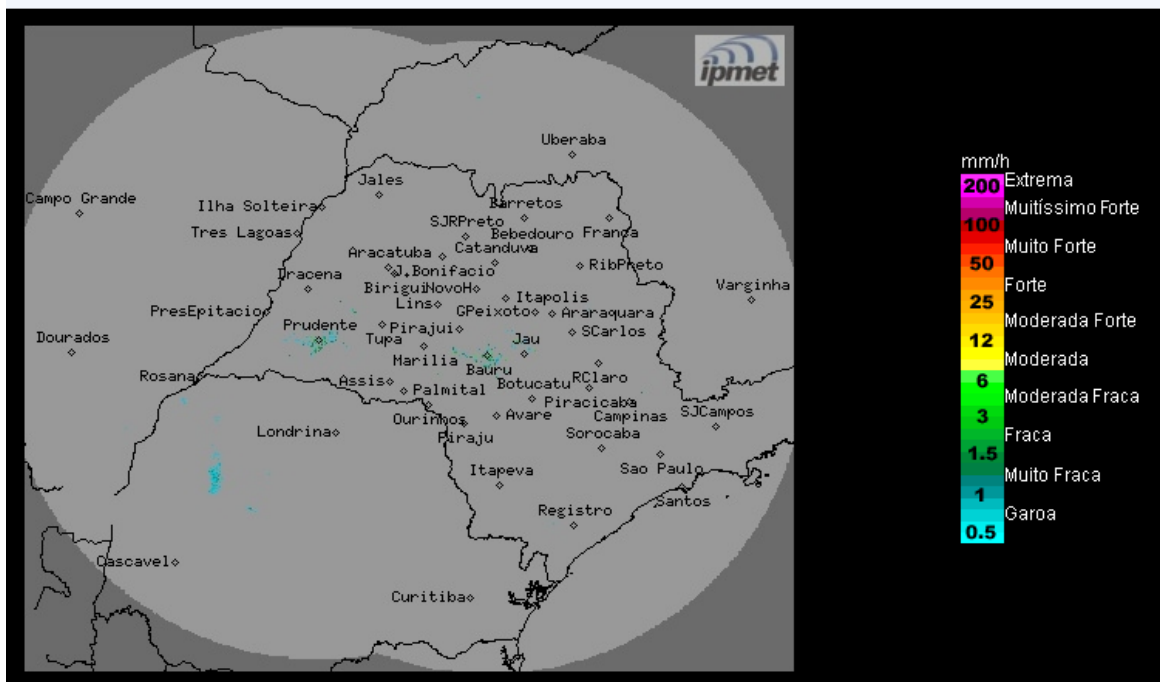 ipmet
Uberaba
Jales
Campo Grande
Ilha Solteira
Barretos
SJRPreto
Tres Lagoas
Bebedouro
Franca
Aracatuba
Catanduva
J.Bonifacio
RibPreto
Dracena
Birigui
NovoH
Itapolis
Varginha
Lins
GPeixoto
Araraquara
PresEpitacio
Prudente
Pirajui
SCarlos
Dourados
Tupa
Jau
Marilia
Bauru
Rosana
Assis
Palmital
Botucatu
RClaro
Piracicaba
Ourinhos
Avare
Campinas
SJCampos
Londrina
Piraju
Sorocaba
Itapeva
Sao Paulo
Santos
Registro
Cascavel
Curitiba
mm/h
200 Extrema
Muitíssimo Forte
100
Muito Forte
50
Forte
25
Moderada Forte
12
Moderada
6
Moderada Fraca
3
Fraca
1.5
Muito Fraca
1
Garoa
0.5